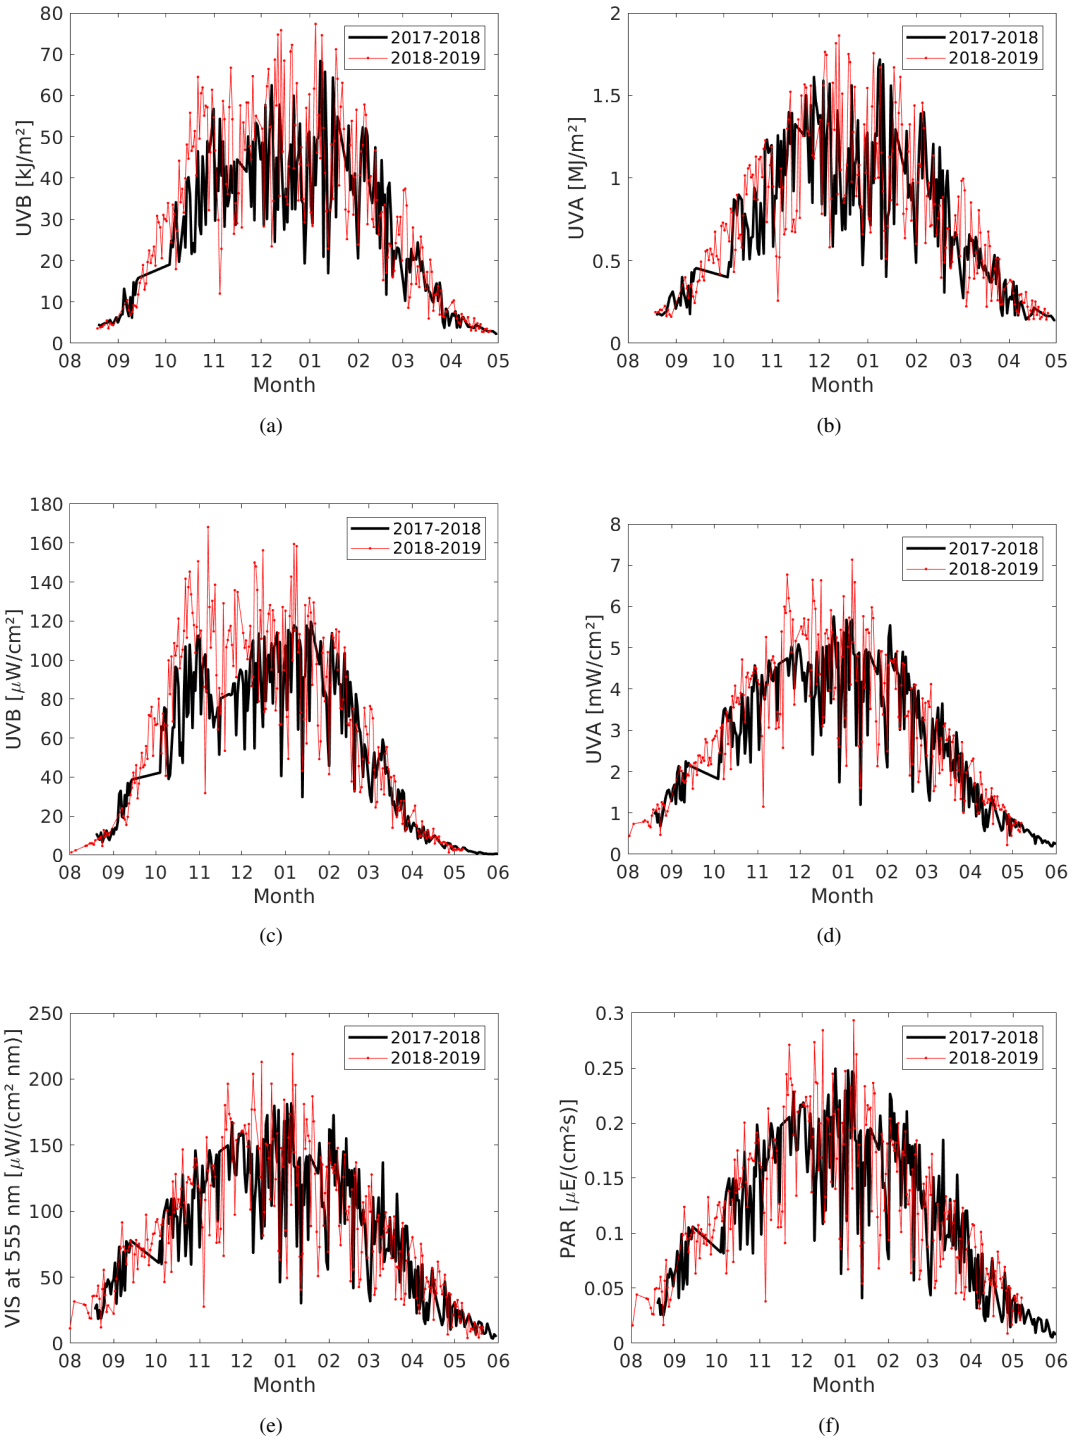 80
70
60
50
40
30
20
10
0
UVB [kJ/m²]
2017-2018
2018-2019
08 09 10 11 12 01 02 03 04 05
Month
(a)
2
1.5
1
0.5
0
UVA [MJ/m²]
2017-2018
2018-2019
08 09 10 11 12 01 02 03 04 05
Month
(b)
180
160
140
120
100
80
60
40
20
0
UVB [μW/cm²]
2017-2018
2018-2019
08 09 10 11 12 01 02 03 04 05 06
Month
(c)
8
7
6
5
4
3
2
1
0
UVA [mW/cm²]
2017-2018
2018-2019
08 09 10 11 12 01 02 03 04 05 06
Month
(d)
250
200
150
100
50
0
VIS at 555 nm [μW/(cm² nm)]
2017-2018
2018-2019
08 09 10 11 12 01 02 03 04 05 06
Month
(e)
0.3
0.25
0.2
0.15
0.1
0.05
0
PAR [μE/(cm²s)]
2017-2018
2018-2019
08 09 10 11 12 01 02 03 04 05 06
Month
(f)